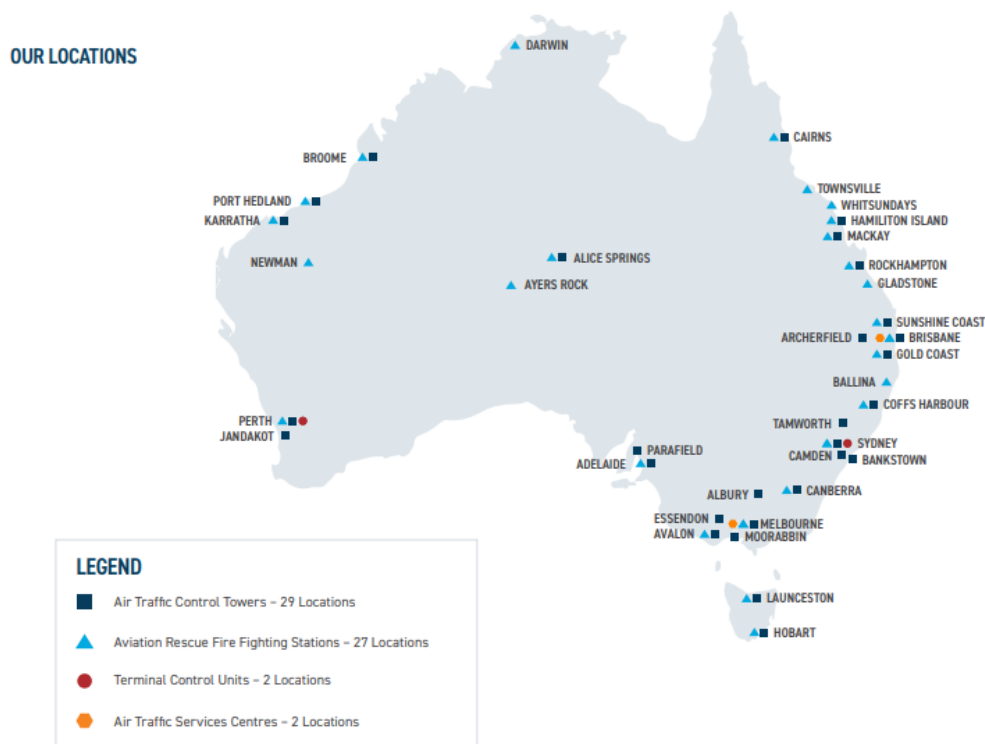 OUR LOCATIONS
DARWIN
CAIRNS
BROOME
TOWNSVILLE
PORT HEDLAND
WHITSUNDAYS
KARRATHA
HAMILITON ISLAND
MACKAY
NEWMAN
ALICE SPRINGS
ROCKHAMPTON
AYERS ROCK
GLADSTONE
SUNSHINE COAST
ARCHERFIELD
BRISBANE
GOLD COAST
BALLINA
COFFS HARBOUR
PERTH
TAMWORTH
JANDAKOT
SYDNEY
PARAFIELD
CAMDEN
BANKSTOWN
ADELAIDE
ALBURY
CANBERRA
ESSENDON
MELBOURNE
AVALON
MOORABBIN
LEGEND
Air Traffic Control Towers – 29 Locations
LAUNCESTON
Aviation Rescue Fire Fighting Stations – 27 Locations
HOBART
Terminal Control Units – 2 Locations
Air Traffic Services Centres – 2 Locations